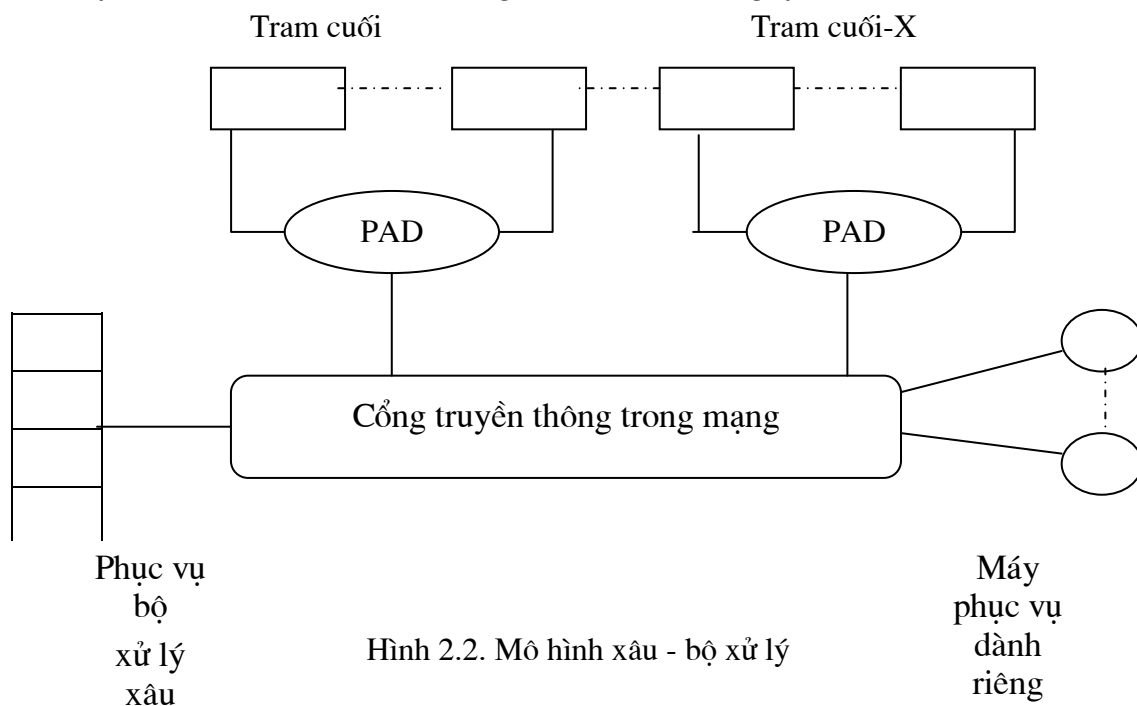 Tram cuối
Tram cuối-X
PAD
PAD
Cổng truyền thông trong mạng
Phục vụ
bộ
xử lý
xâu
Máy
phục vụ
dành
riêng
Hình 2.2. Mô hình xâu - bộ xử lý